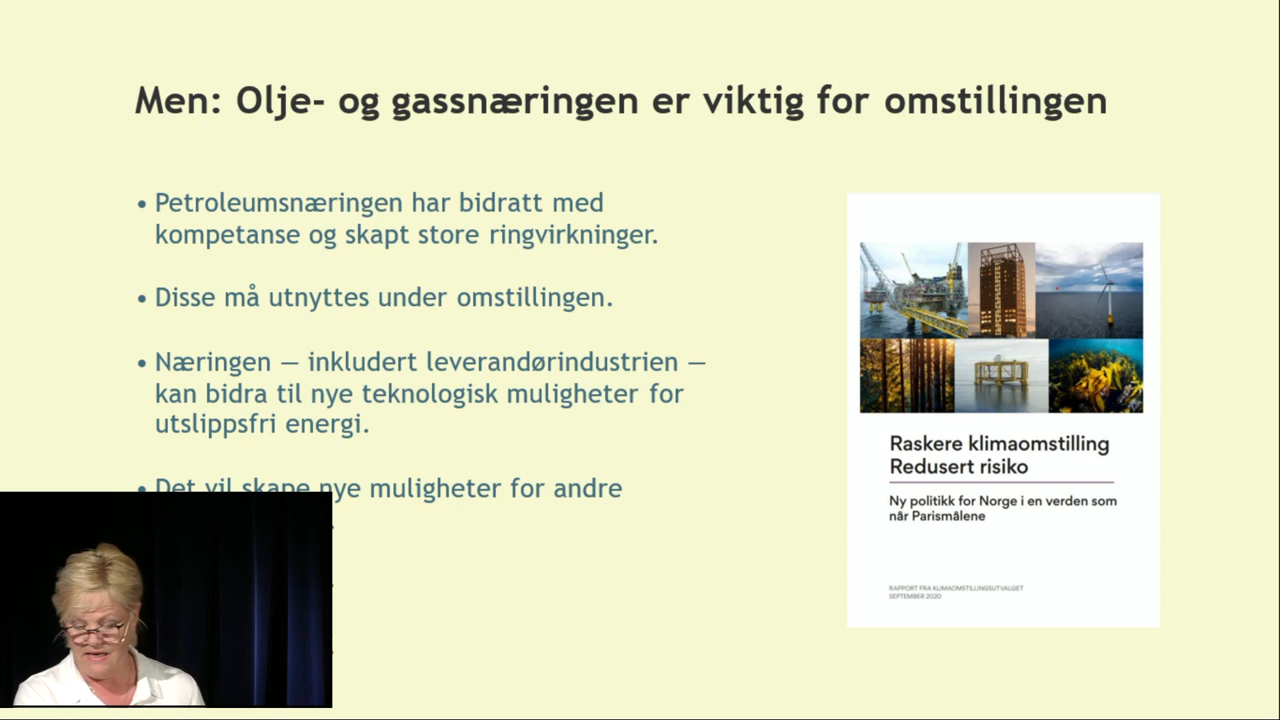 Men: Olje- og gassnæringen er viktig for omstillingen
• Petroleumsnæringen har bidratt med
kompetanse og skapt store ringvirkninger.
• Disse må utnyttes under omstillingen.
• Næringen — inkludert leverandørindustrien —
kan bidra til nye teknologisk muligheter for
utslippsfri energi.
• Det vil skape nye muligheter for andre
Raskere klimaomstilling
Redusert risiko
Ny politikk for Norge i en verden som
når Parismålene
RAPPORT FRA KLIMAOMSTILLINGSUTVALGET
SEPTEMBER 2020